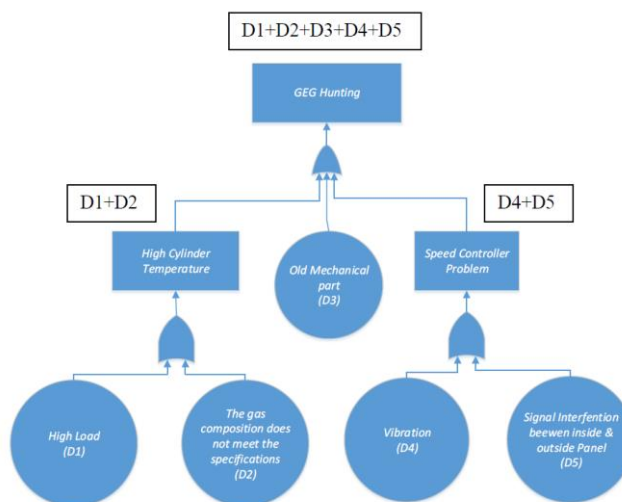 D1+D2+D3+D4+D5
GEG Hunting
D1+D2
D4+D5
High Cylinder
Temperature
Old Mechanical
part
(D3)
Speed Controller
Problem
High Load
(D1)
The gas
composition does
not meet the
specifications
(D2)
Vibration
(D4)
Signal Interfention
beewen inside &
outside Panel
(D5)